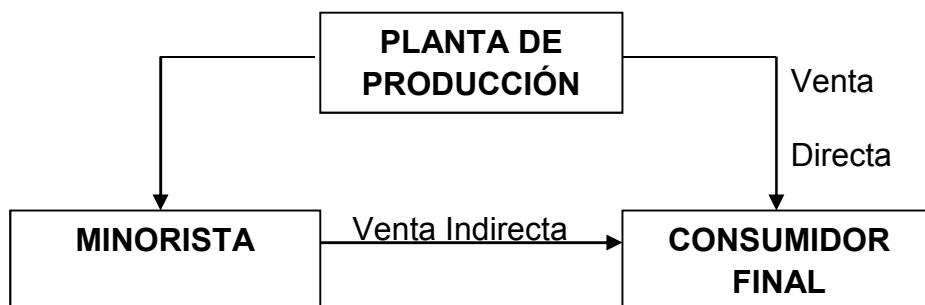 PLANTA DE
PRODUCCIÓN
Venta
Directa
MINORISTA
Venta Indirecta
CONSUMIDOR
FINAL